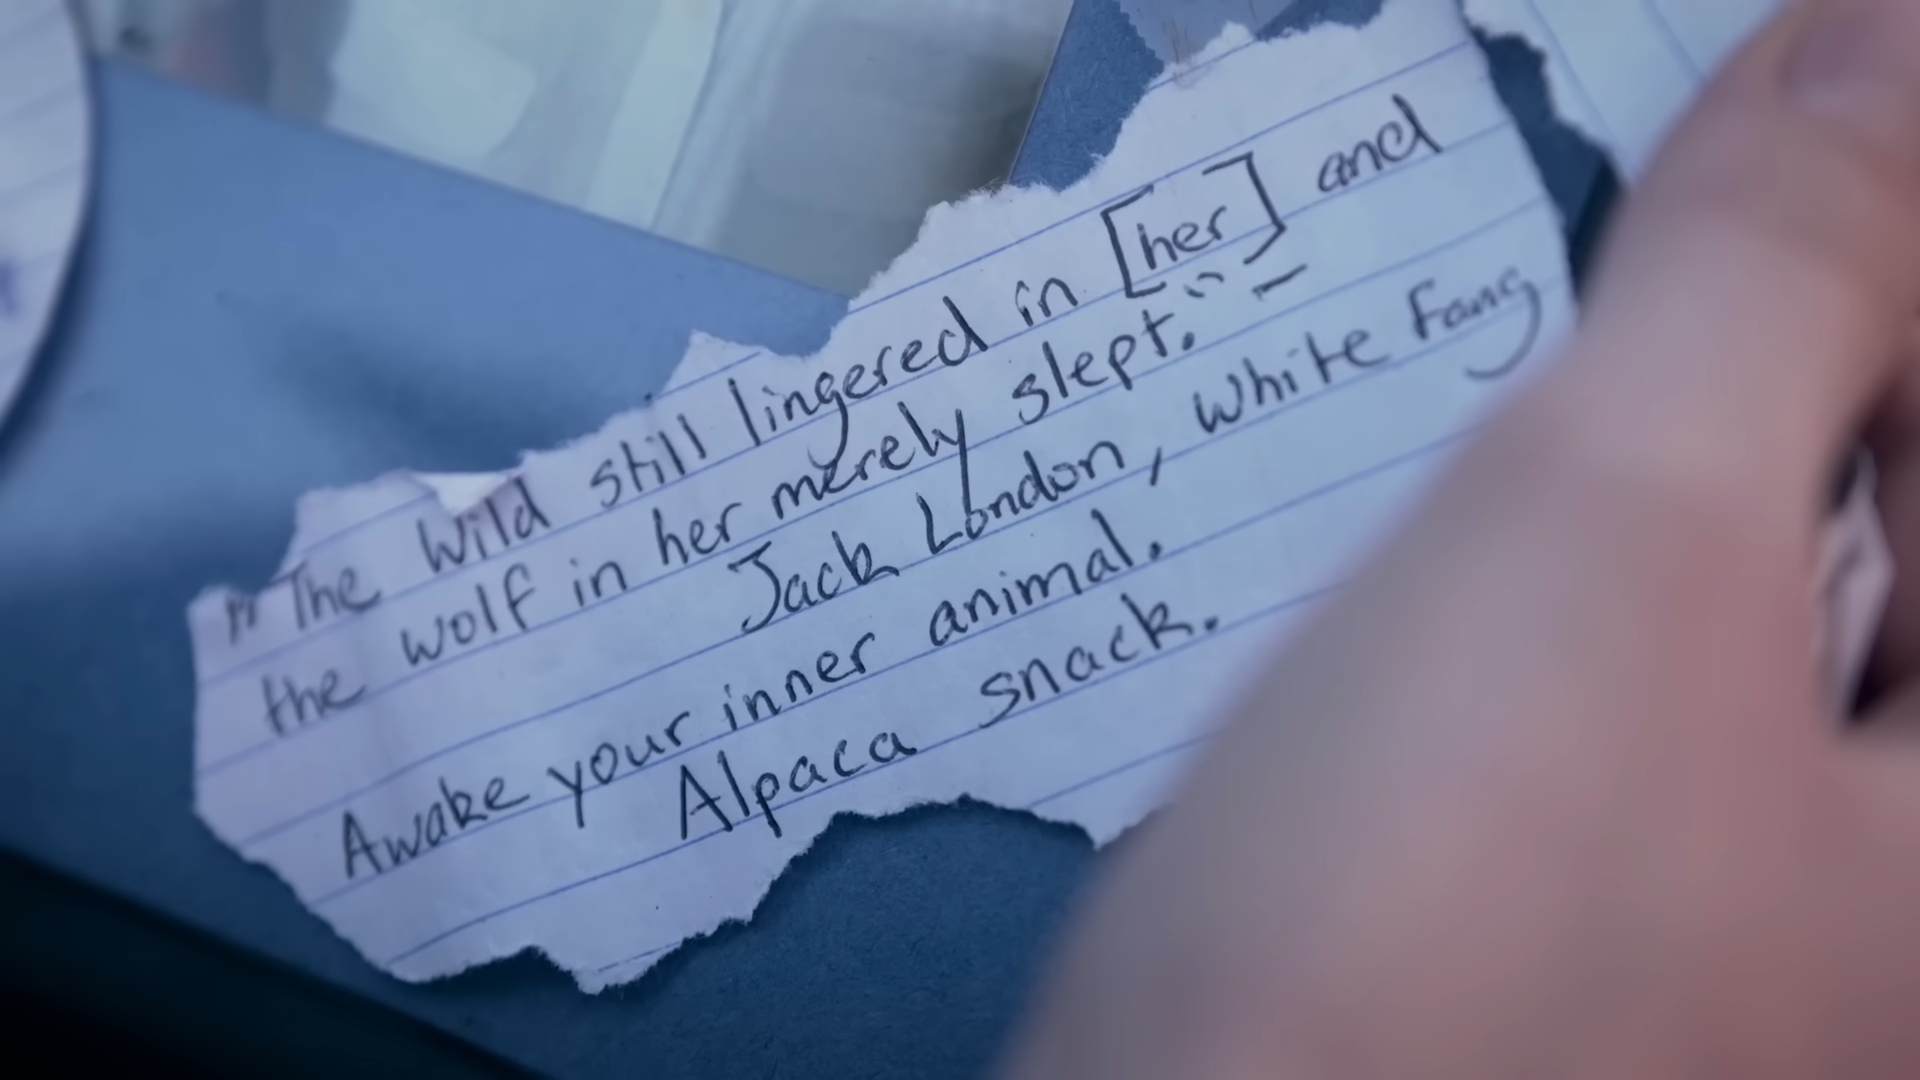 "The Wild still lingered in [her] and
the wolf in her merely slept." –
Jack London, White Fang
Awake your inner animal.
Alpaca snack.